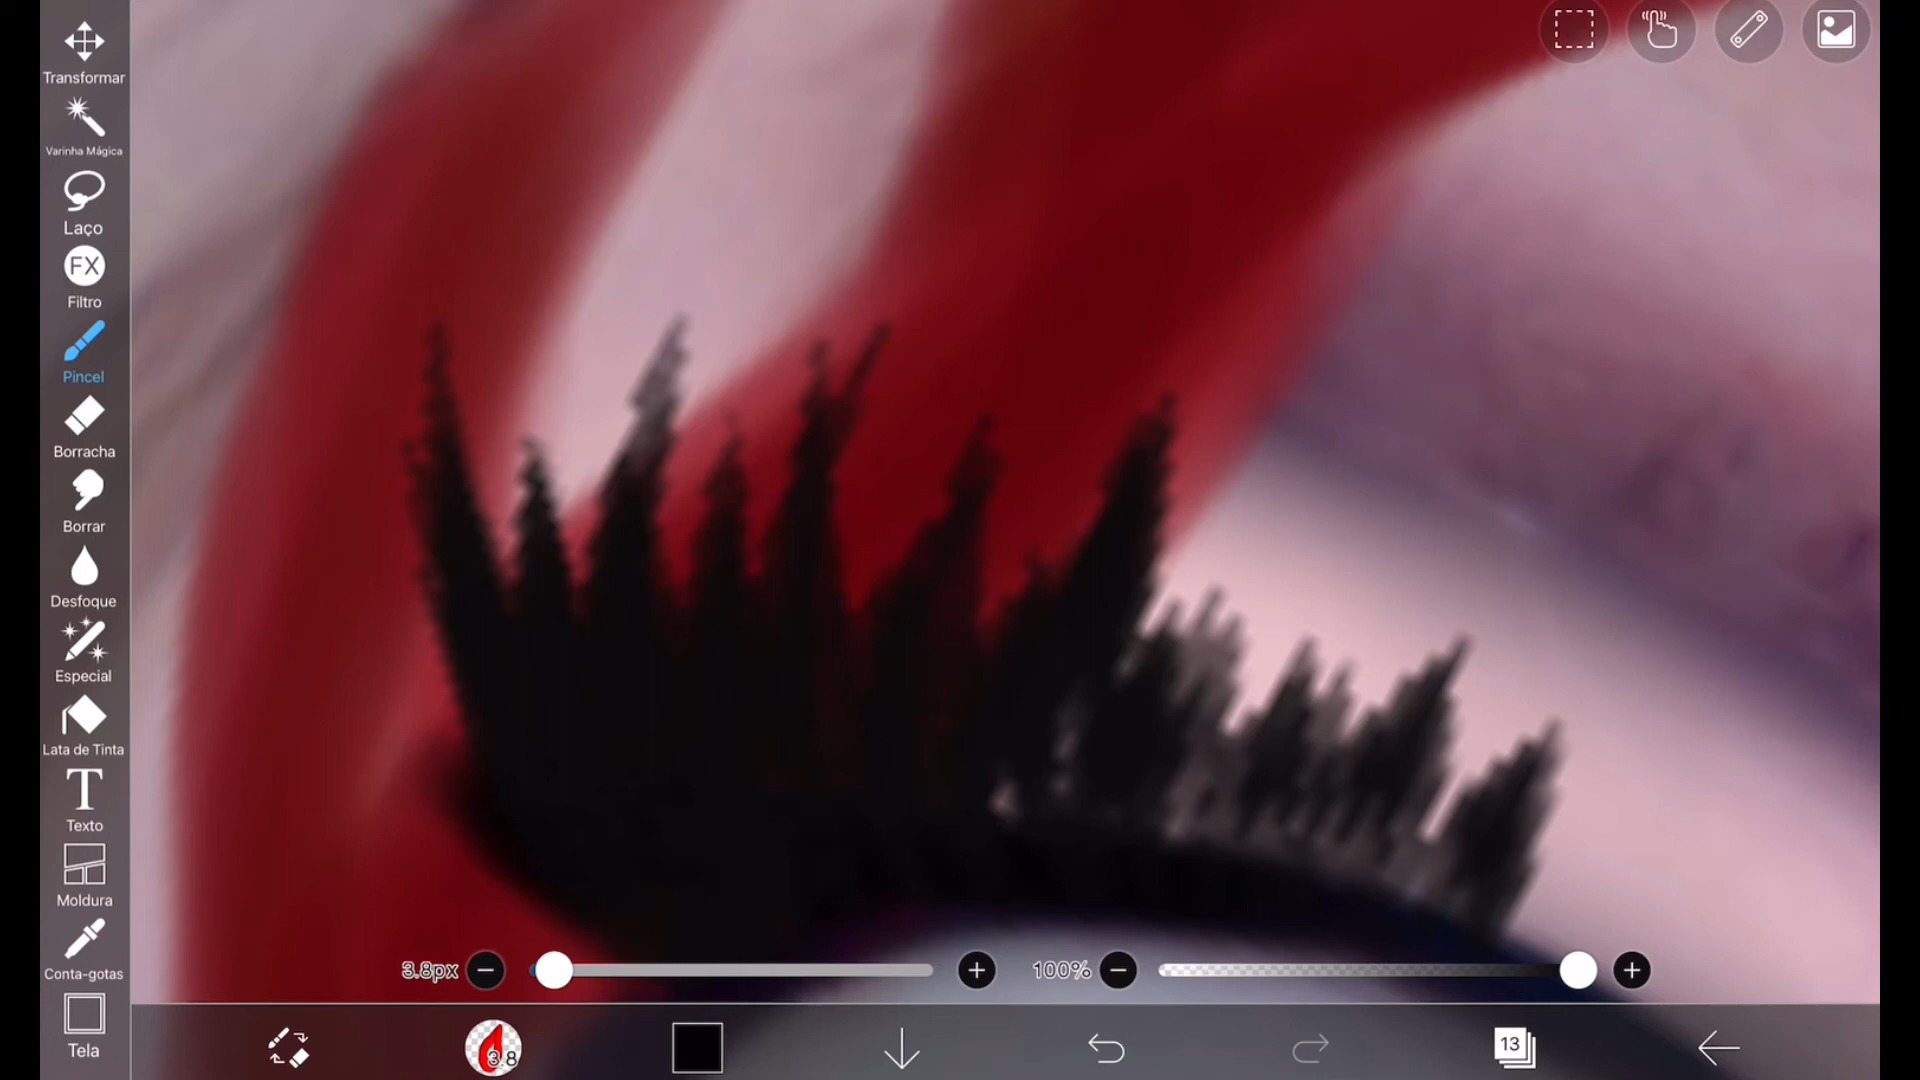 Transformar
Varinha Mágica
Laço
FX
Filtro
Pincel
Borracha
Borrar
Desfoque
Especial
Lata de Tinta
T
Texto
Moldura
Conta-gotas
Tela
3.8px
100%
3.8
13